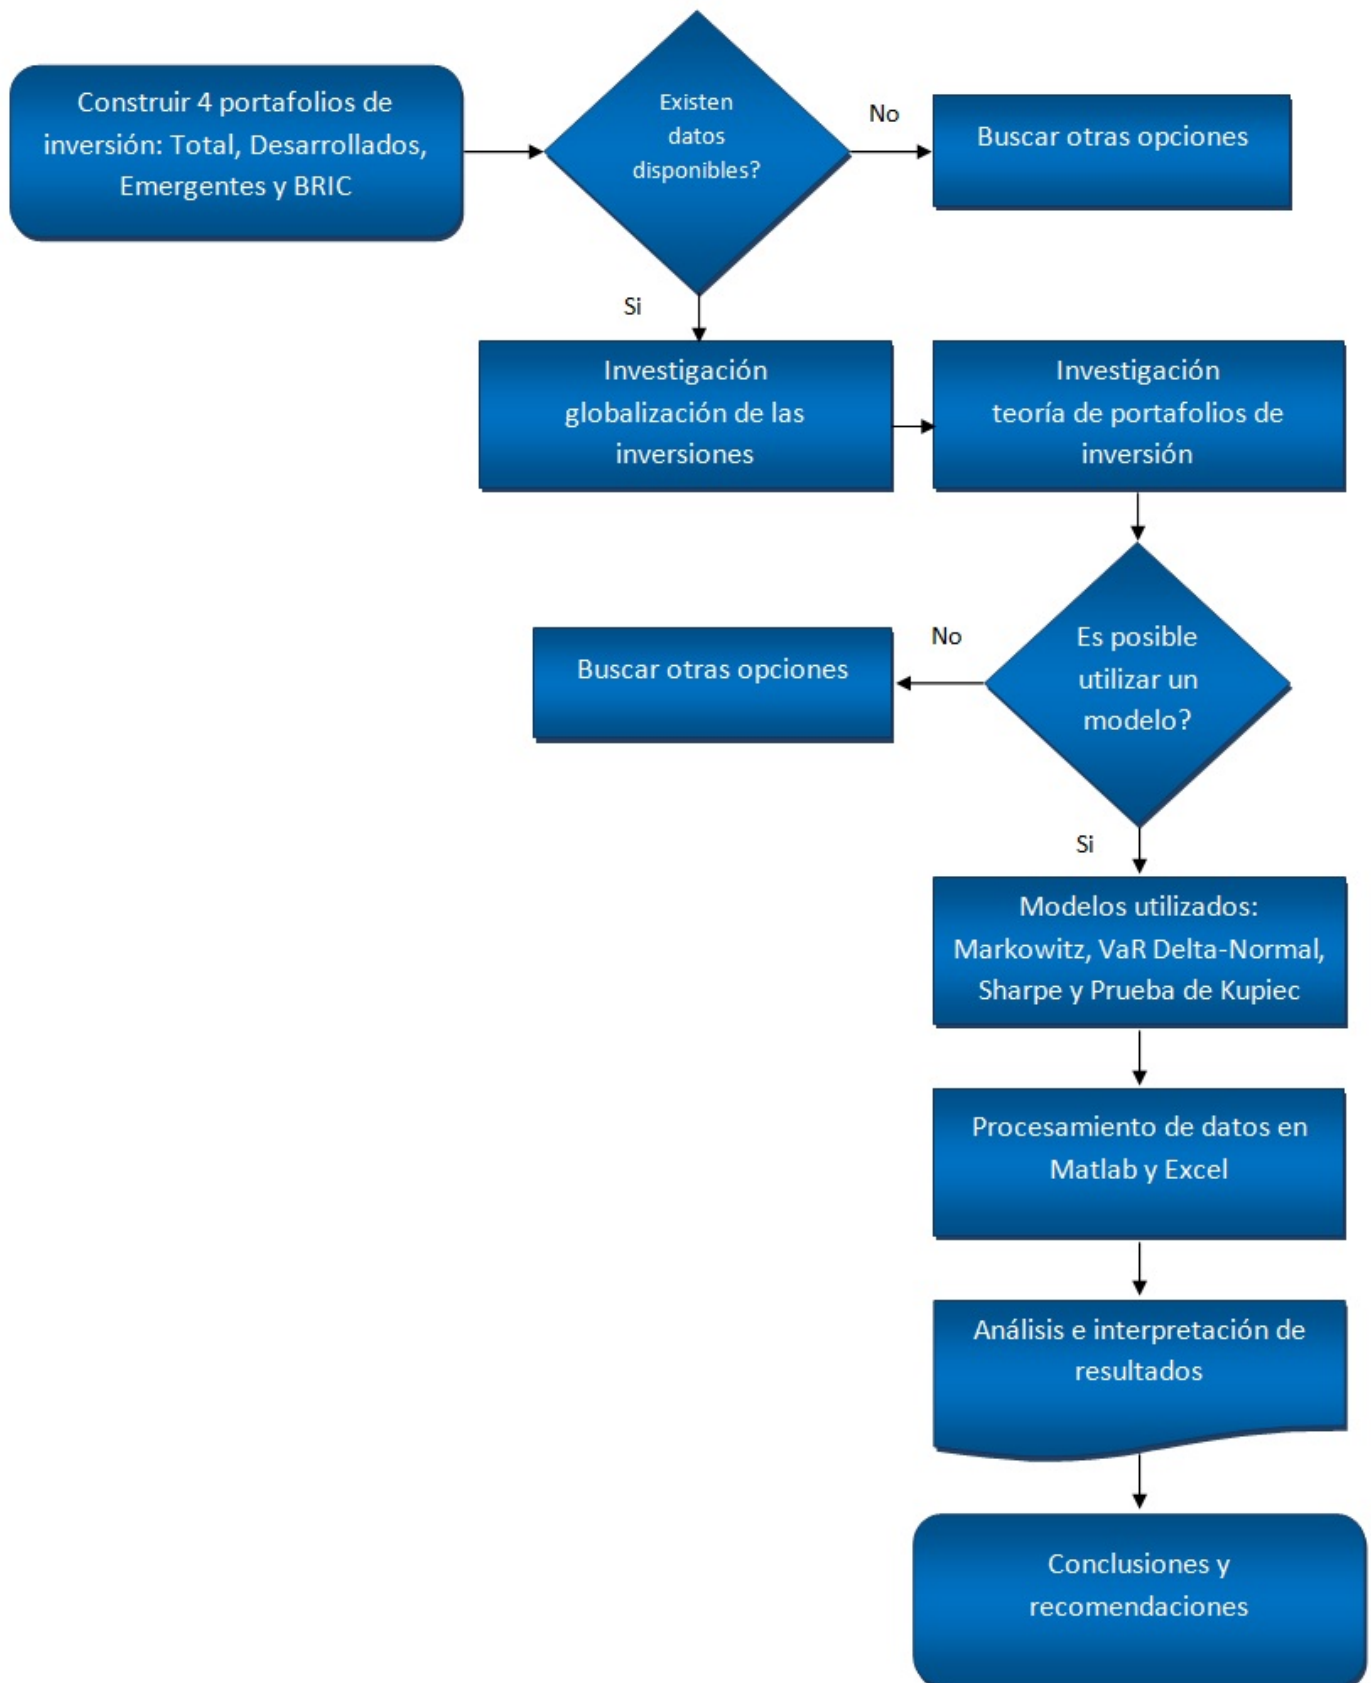 Construir 4 portafolios de
inversión: Total, Desarrollados,
Emergentes y BRIC
Existen
datos
disponibles?
No
Buscar otras opciones
Si
Investigación
globalización de las
inversiones
Investigación
teoría de portafolios de
inversión
Es posible
utilizar un
modelo?
No
Buscar otras opciones
Si
Modelos utilizados:
Markowitz, VaR Delta-Normal,
Sharpe y Prueba de Kupiec
Procesamiento de datos en
Matlab y Excel
Análisis e interpretación de
resultados
Conclusiones y
recomendaciones